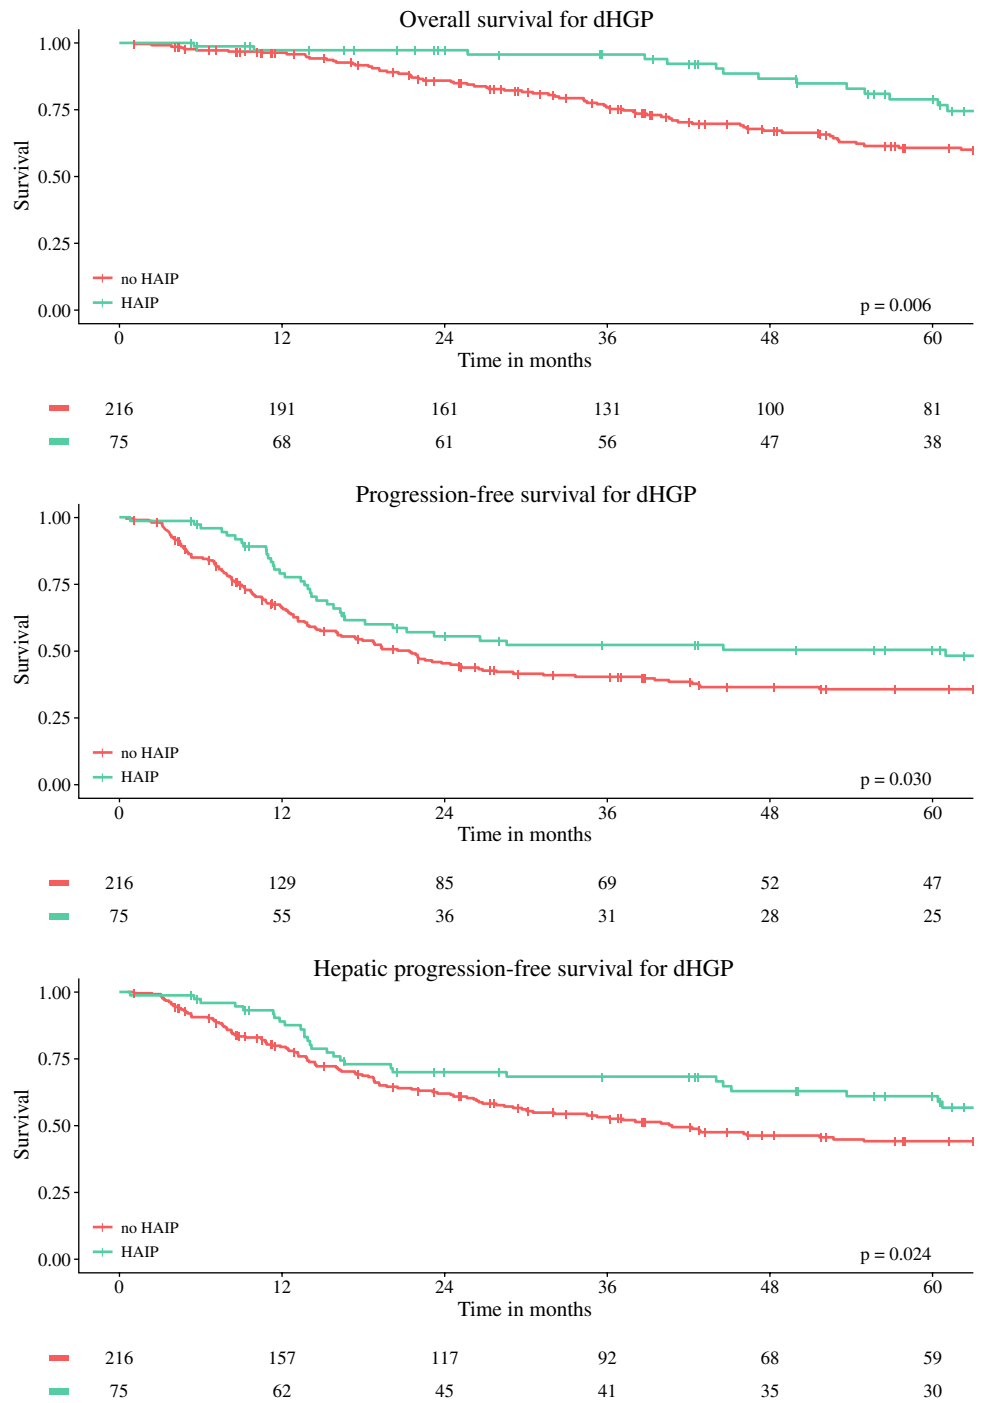 Overall survival for dHGP
1.00
0.75
0.50
0.25
0.00
Survival
no HAIP
HAIP
p = 0.006
0 12 24 36 48 60
Time in months
216 191 161 131 100 81
75 68 61 56 47 38
Progression-free survival for dHGP
1.00
0.75
0.50
0.25
0.00
Survival
no HAIP
HAIP
p = 0.030
0 12 24 36 48 60
Time in months
216 129 85 69 52 47
75 55 36 31 28 25
Hepatic progression-free survival for dHGP
1.00
0.75
0.50
0.25
0.00
Survival
no HAIP
HAIP
p = 0.024
0 12 24 36 48 60
Time in months
216 157 117 92 68 59
75 62 45 41 35 30